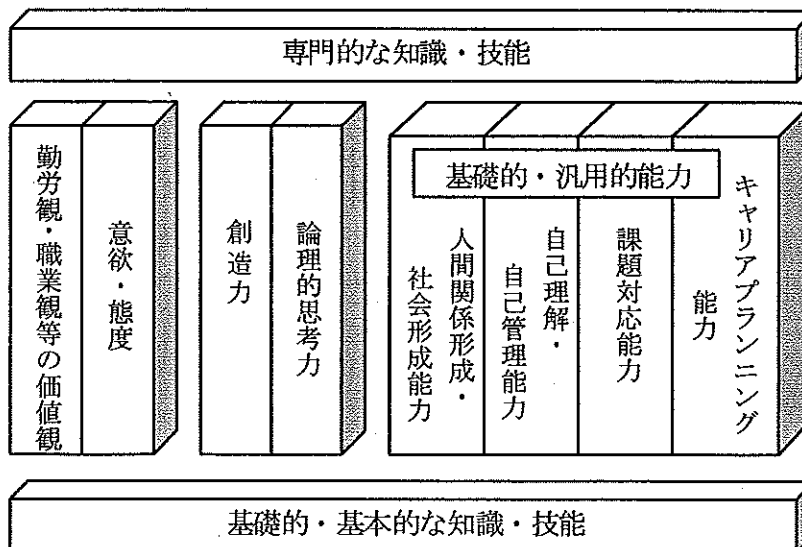 専門的な知識・技能
勤労観・職業観等の価値観
意欲・態度
創造力
論理的思考力
基礎的・汎用的能力
人間関係形成・
社会形成能力
自己理解・
自己管理能力
課題対応能力
キャリアプランニング
能力
基礎的・基本的な知識・技能